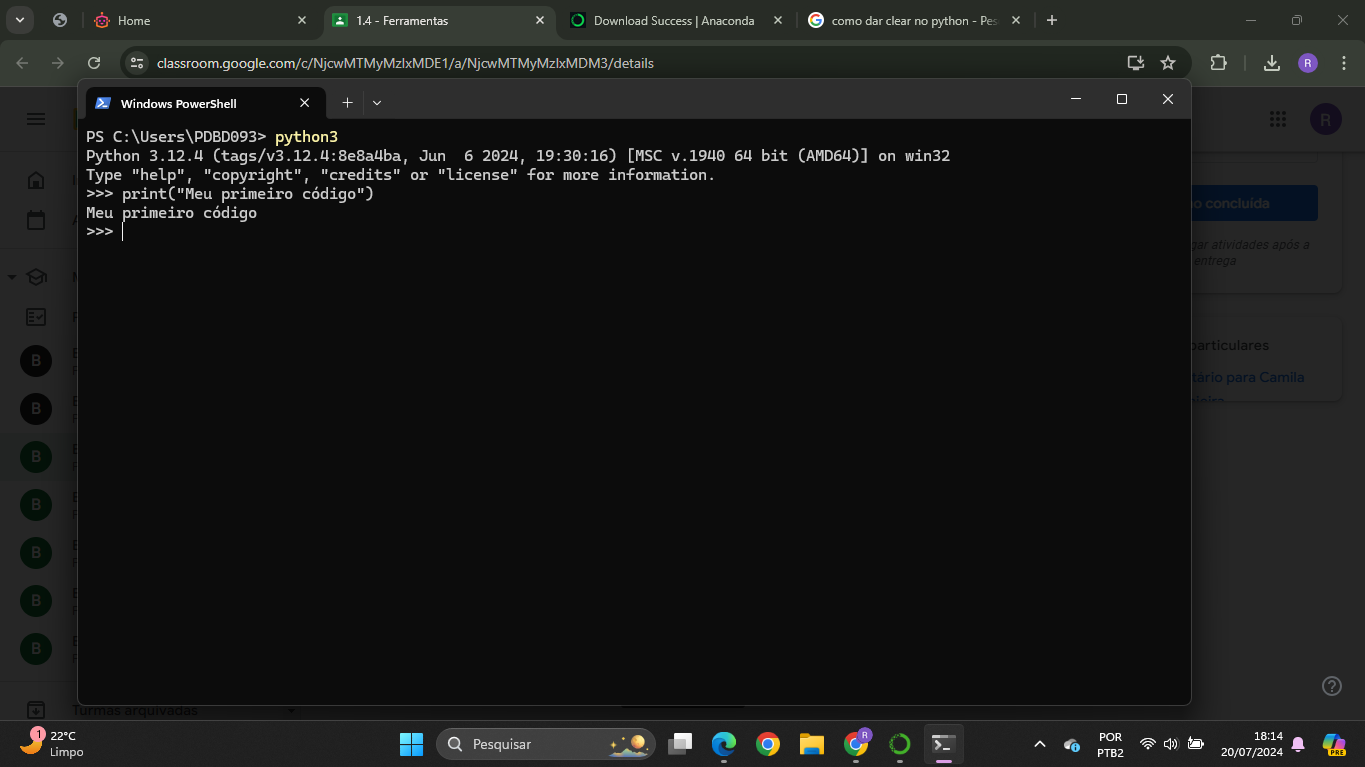 Home
1.4 - Ferramentas
Download Success | Anaconda
como dar clear no python - Pes
classroom.google.com/c/NjcwMTMyMzIxMDE1/a/NjcwMTMyMzIxMDM3/details
R
Windows PowerShell
PS C:\Users\PDBD093> python3
Python 3.12.4 (tags/v3.12.4:8e8a4ba, Jun  6 2024, 19:30:16) [MSC v.1940 64 bit (AMD64)] on win32
Type "help", "copyright", "credits" or "license" for more information.
>>> print("Meu primeiro código")
Meu primeiro código
>>>
R
concluída
gar atividades após a
entrega
particulares
tário para Camila
B
B
B
B
B
B
B
Turmas arquivadas
22°C
Limpo
1
Pesquisar
R
POR
PTB2
18:14
20/07/2024
PRE